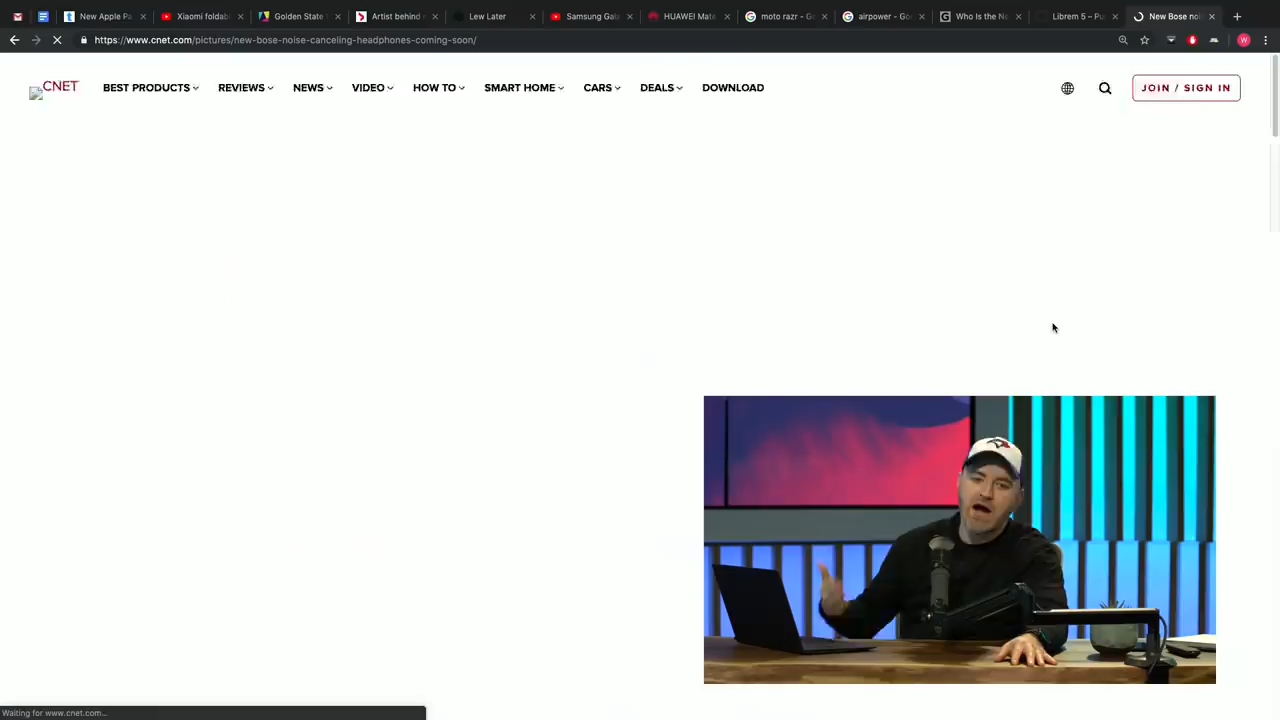 New Apple Pa
Xiaomi foldab
Golden State
Artist behind
Lew Later
Samsung Gala
HUAWEI Mate
moto razr - G
airpower - Go
Who Is the Ne
Librem 5 – Pu
New Bose noi
https://www.cnet.com/pictures/new-bose-noise-canceling-headphones-coming-soon/
W
CNET
BEST PRODUCTS
REVIEWS
NEWS
VIDEO
HOW TO
SMART HOME
CARS
DEALS
DOWNLOAD
JOIN / SIGN IN
Waiting for www.cnet.com...